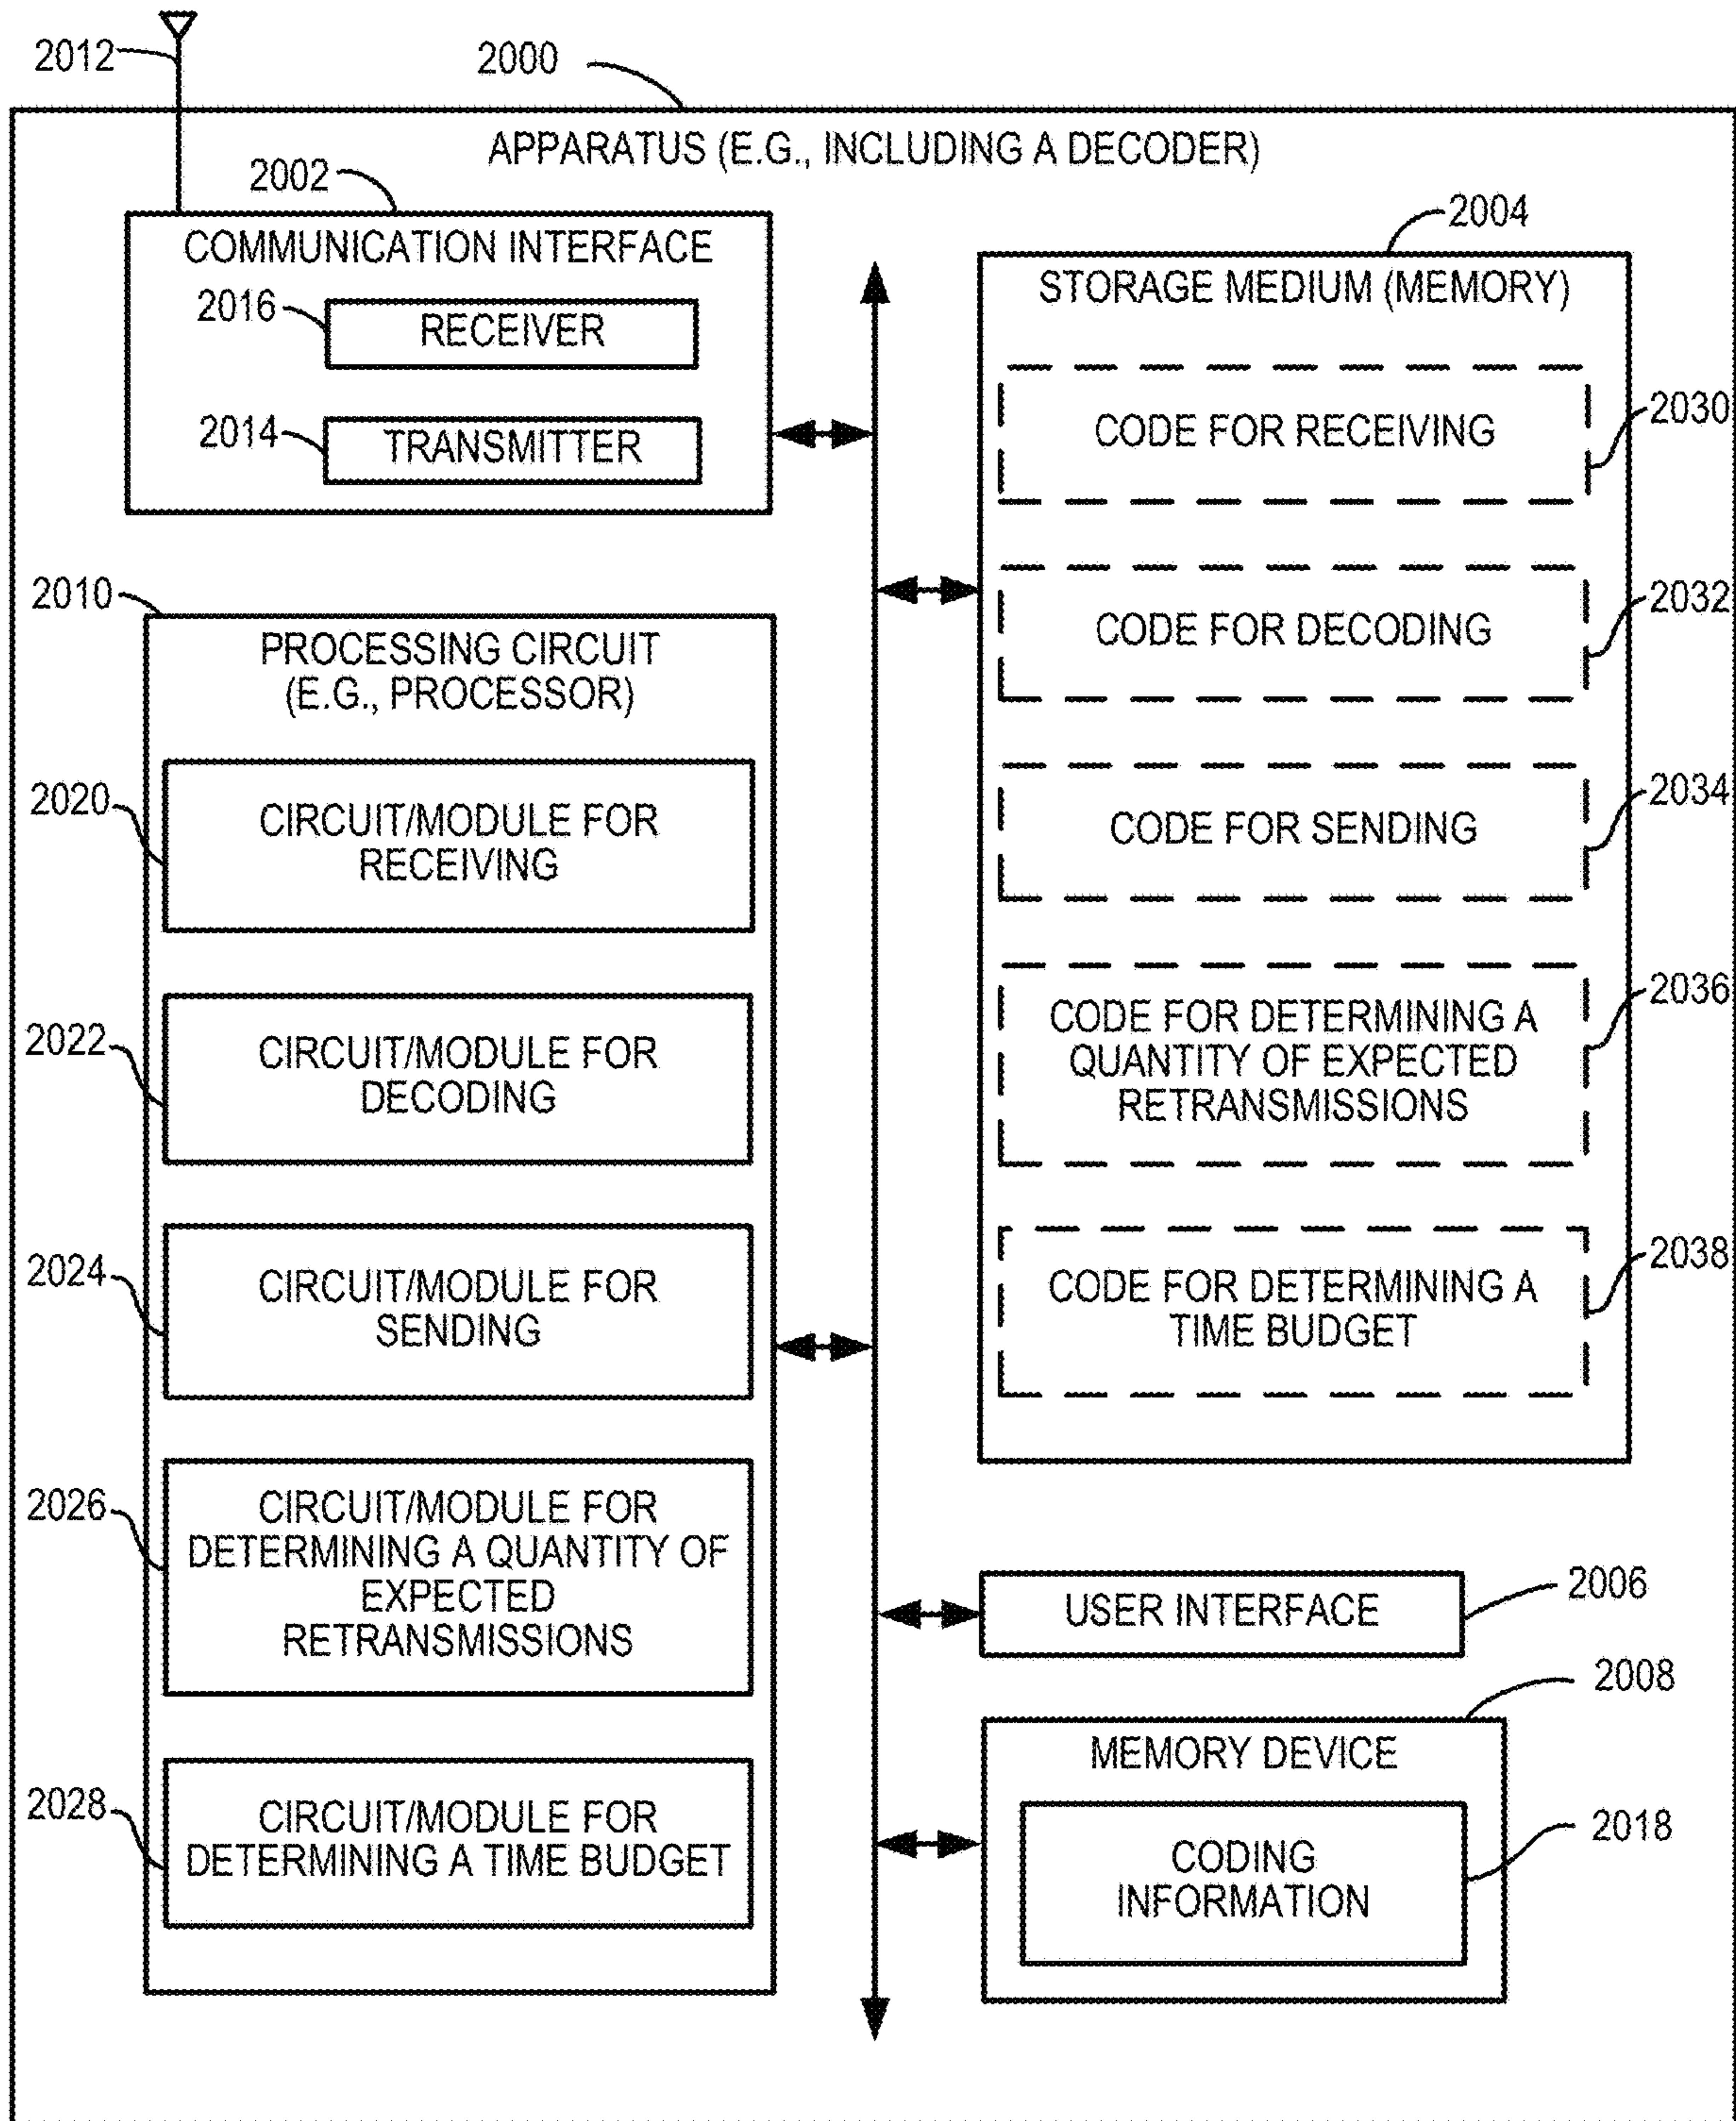 2012
2000
APPARATUS (E.G., INCLUDING A DECODER)
2002
COMMUNICATION INTERFACE
2016
RECEIVER
2014
TRANSMITTER
2010
PROCESSING CIRCUIT
(E.G., PROCESSOR)
2020
CIRCUIT/MODULE FOR
RECEIVING
2022
CIRCUIT/MODULE FOR
DECODING
2024
CIRCUIT/MODULE FOR
SENDING
2026
CIRCUIT/MODULE FOR
DETERMINING A QUANTITY OF
EXPECTED
RETRANSMISSIONS
2028
CIRCUIT/MODULE FOR
DETERMINING A TIME BUDGET
2004
STORAGE MEDIUM (MEMORY)
CODE FOR RECEIVING
2030
CODE FOR DECODING
2032
CODE FOR SENDING
2034
CODE FOR DETERMINING A
QUANTITY OF EXPECTED
RETRANSMISSIONS
2036
CODE FOR DETERMINING A
TIME BUDGET
2038
USER INTERFACE
2006
2008
MEMORY DEVICE
CODING
INFORMATION
2018